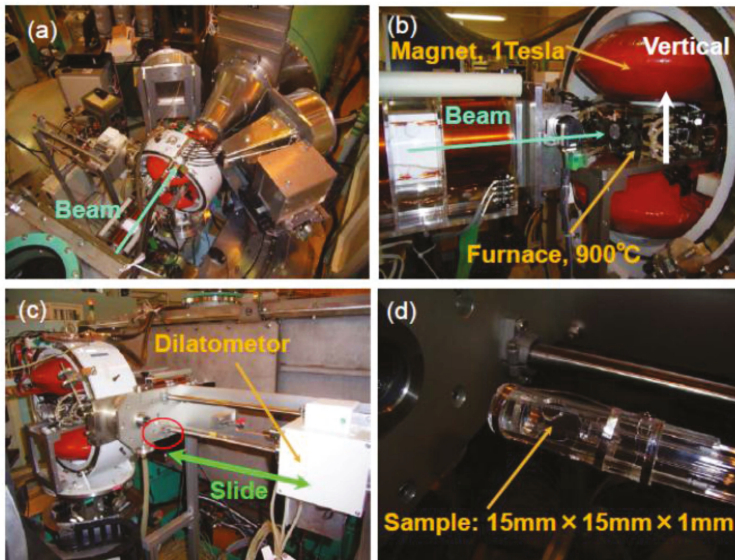 (a)
Beam
(b)
Magnet, 1Tesla
Vertical
Beam
Furnace, 900℃
(c)
Dilatometor
Slide
(d)
Sample: 15mm×15mm×1mm